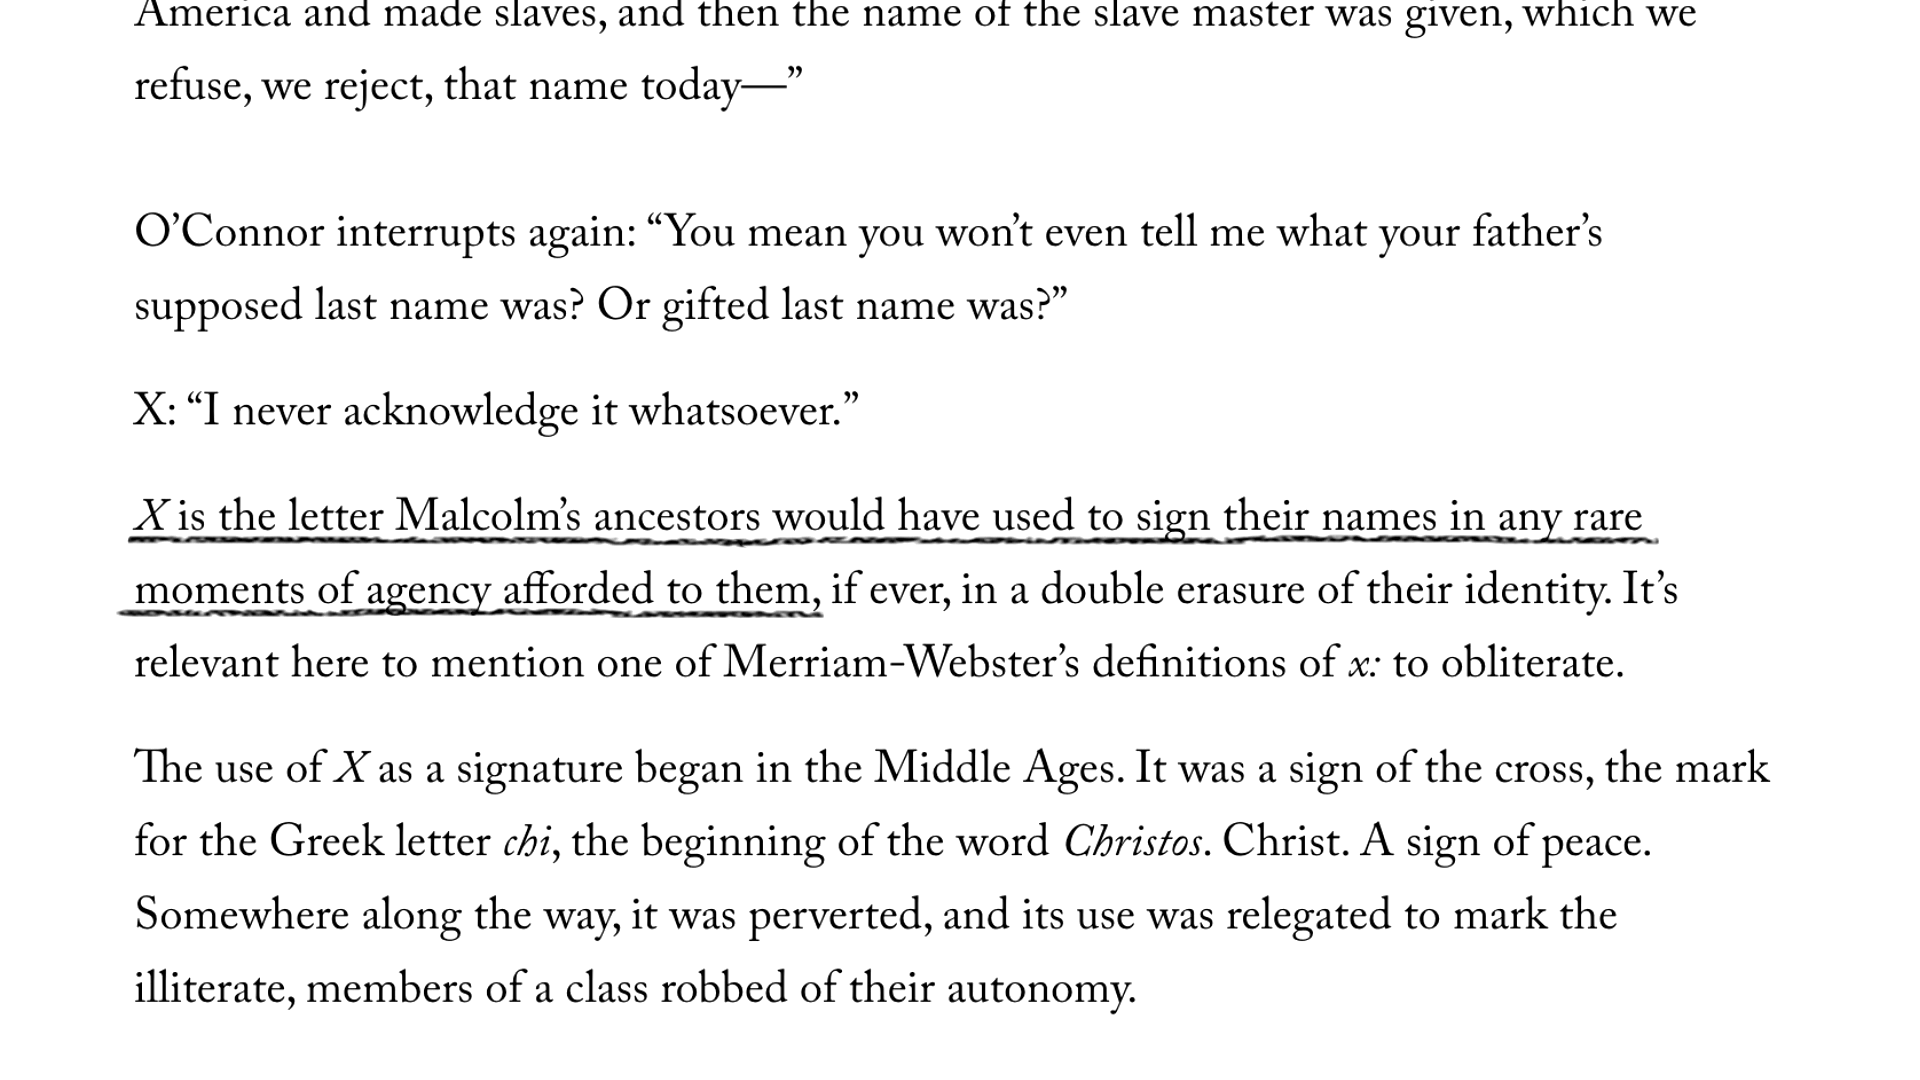 America and made slaves, and then the name of the slave master was given, which we
refuse, we reject, that name today—”
O’Connor interrupts again: “You mean you won’t even tell me what your father’s
supposed last name was? Or gifted last name was?”
X: “I never acknowledge it whatsoever.”
X is the letter Malcolm’s ancestors would have used to sign their names in any rare
moments of agency afforded to them, if ever, in a double erasure of their identity. It’s
relevant here to mention one of Merriam-Webster’s definitions of x: to obliterate.
The use of X as a signature began in the Middle Ages. It was a sign of the cross, the mark
for the Greek letter chi, the beginning of the word Christos. Christ. A sign of peace.
Somewhere along the way, it was perverted, and its use was relegated to mark the
illiterate, members of a class robbed of their autonomy.